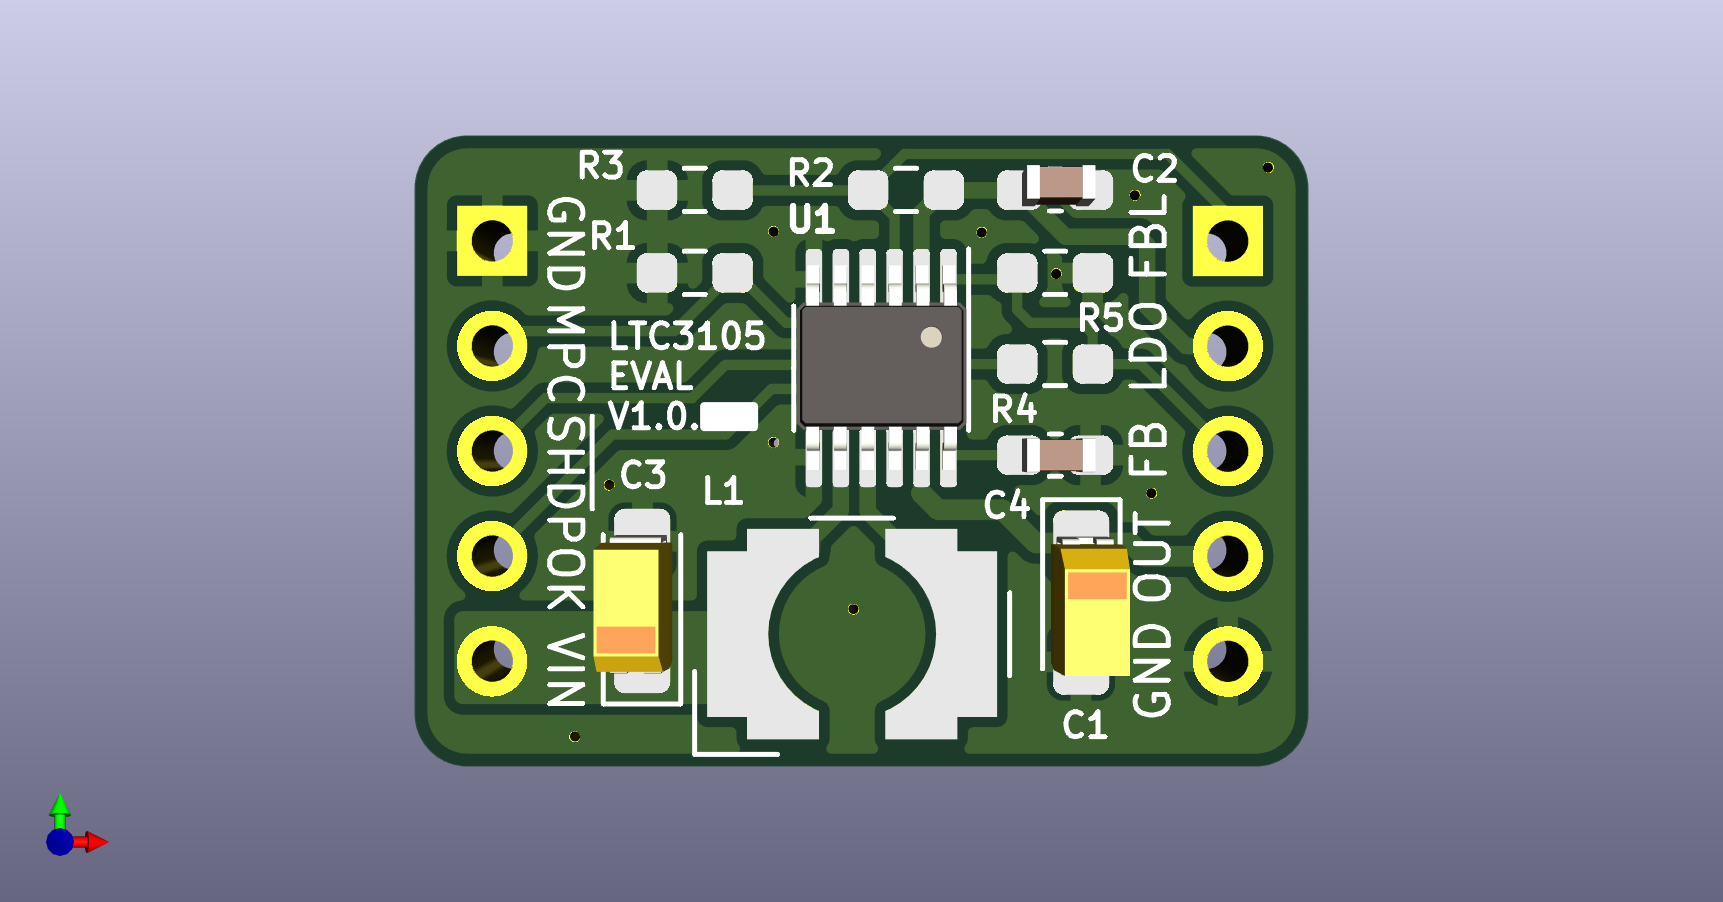 R3
R2
C2
U1
R1
GND
MPC
SHDP
POK
VIN
LTC3105
EVAL
V1.0.
C3
L1
R5
R4
C4
C1
FBL
LDO
FB
OUT
GND